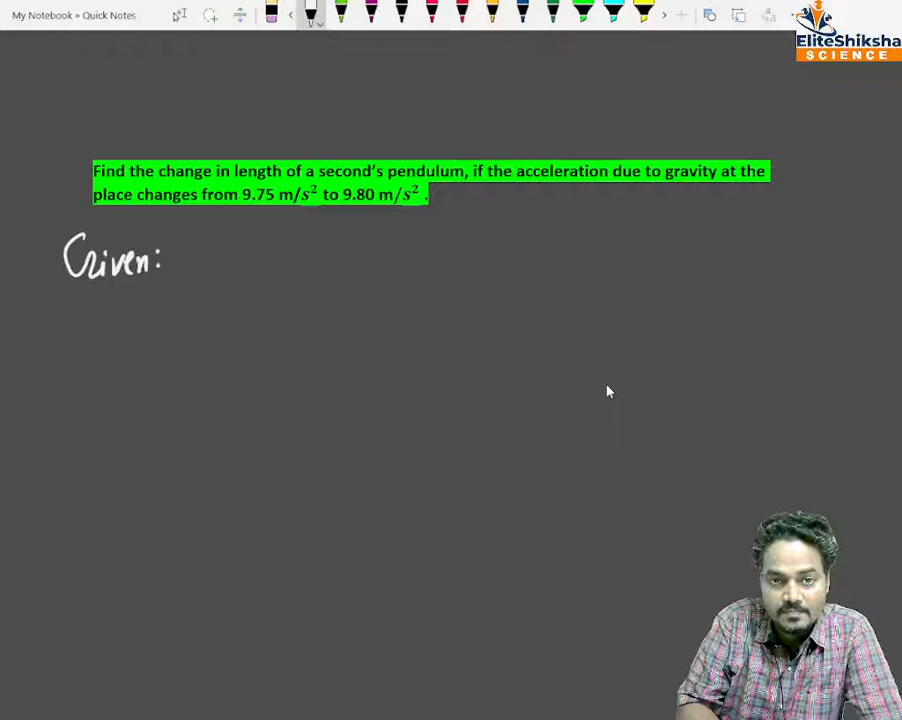 My Notebook » Quick Notes
EliteShiksha
SCIENCE
Find the change in length of a second's pendulum, if the acceleration due to gravity at the
place changes from 9.75 m/s² to 9.80 m/s² .
Given: